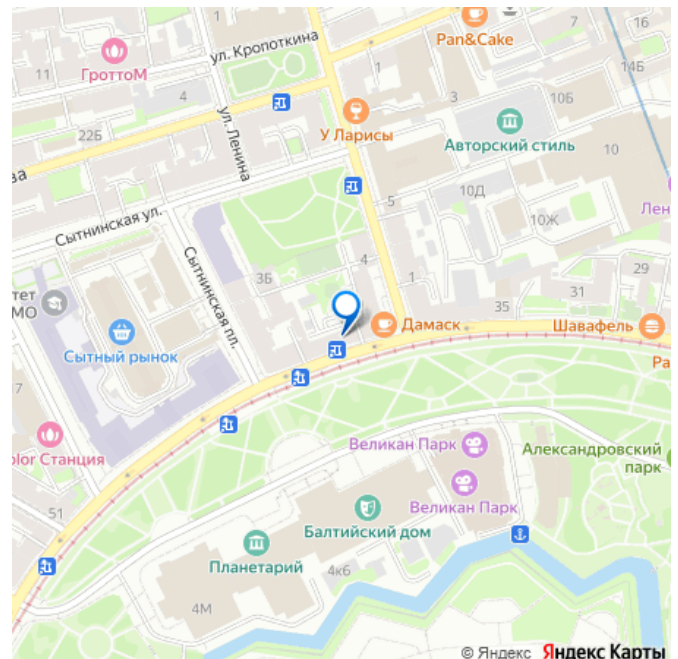 Pan&Cake
7
16
ул. Кропоткина
ГроттоМ
11
1
14Б
4
3
10Б
У Ларисы
22Б
ул. Ленина
Авторский стиль
10
ва
10Д
5
Лен
Сытнинская ул.
10Ж
4
29
3Б
1
31
тет
МО
Сытнинская пл.
35
Дамаск
Шавафель
Сытный рынок
Ра
7
Великан Парк
Александровский
парк
olor Станция
Великан Парк
51
Балтийский дом
Планетарий
4к6
4М
© Яндекс Яндекс Карты